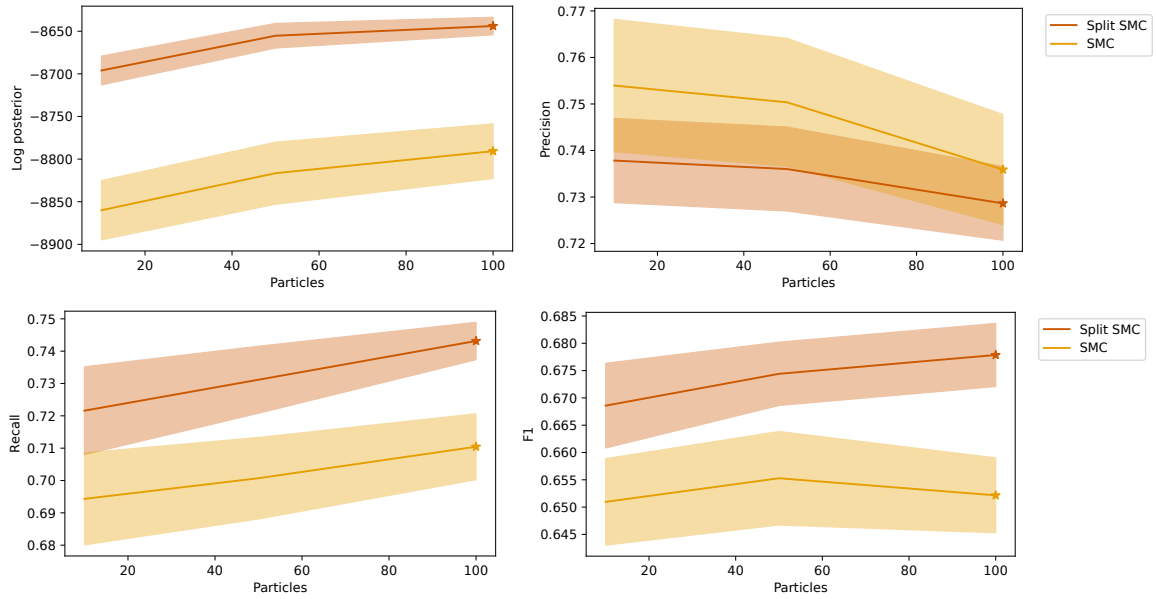 −8650
−8700
−8750
−8800
−8850
−8900
Log posterior
20 40 60 80 100
Particles
0.77
0.76
0.75
0.74
0.73
0.72
Precision
20 40 60 80 100
Particles
Split SMC
SMC
0.75
0.74
0.73
0.72
0.71
0.70
0.69
0.68
Recall
20 40 60 80 100
Particles
0.685
0.680
0.675
0.670
0.665
0.660
0.655
0.650
0.645
F1
20 40 60 80 100
Particles
Split SMC
SMC